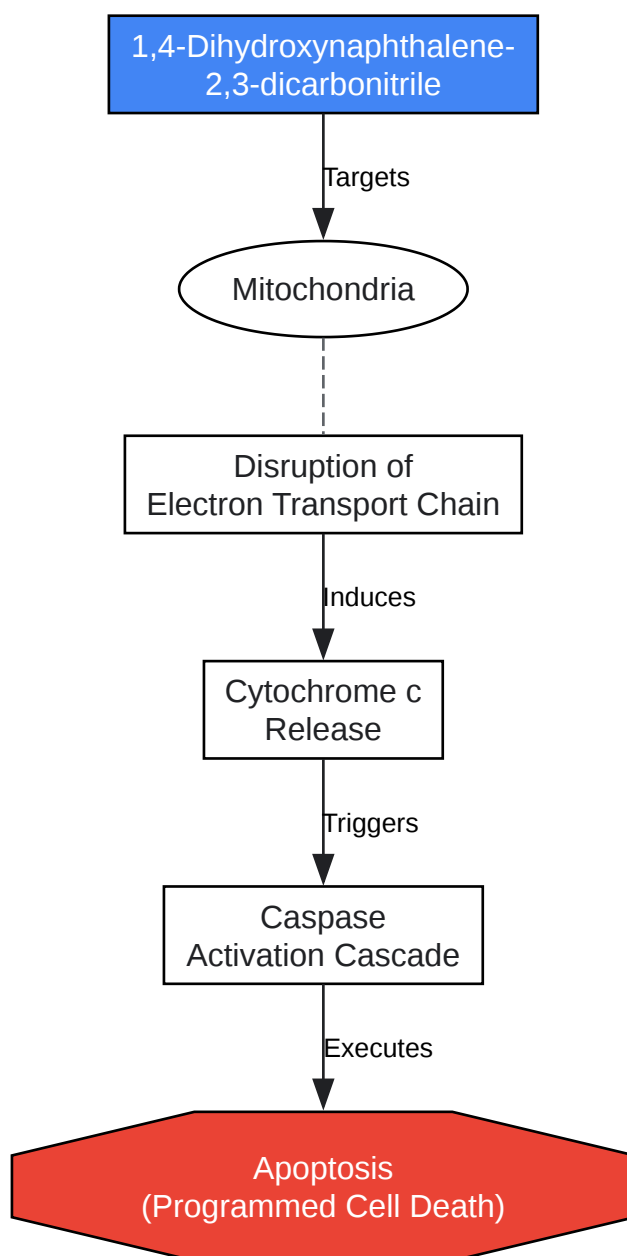 1,4-Dihydroxynaphthalene-
2,3-dicarbonitrile
Targets
Mitochondria
Disruption of
Electron Transport Chain
Induces
Cytochrome c
Release
Triggers
Caspase
Activation Cascade
Executes
Apoptosis
(Programmed Cell Death)